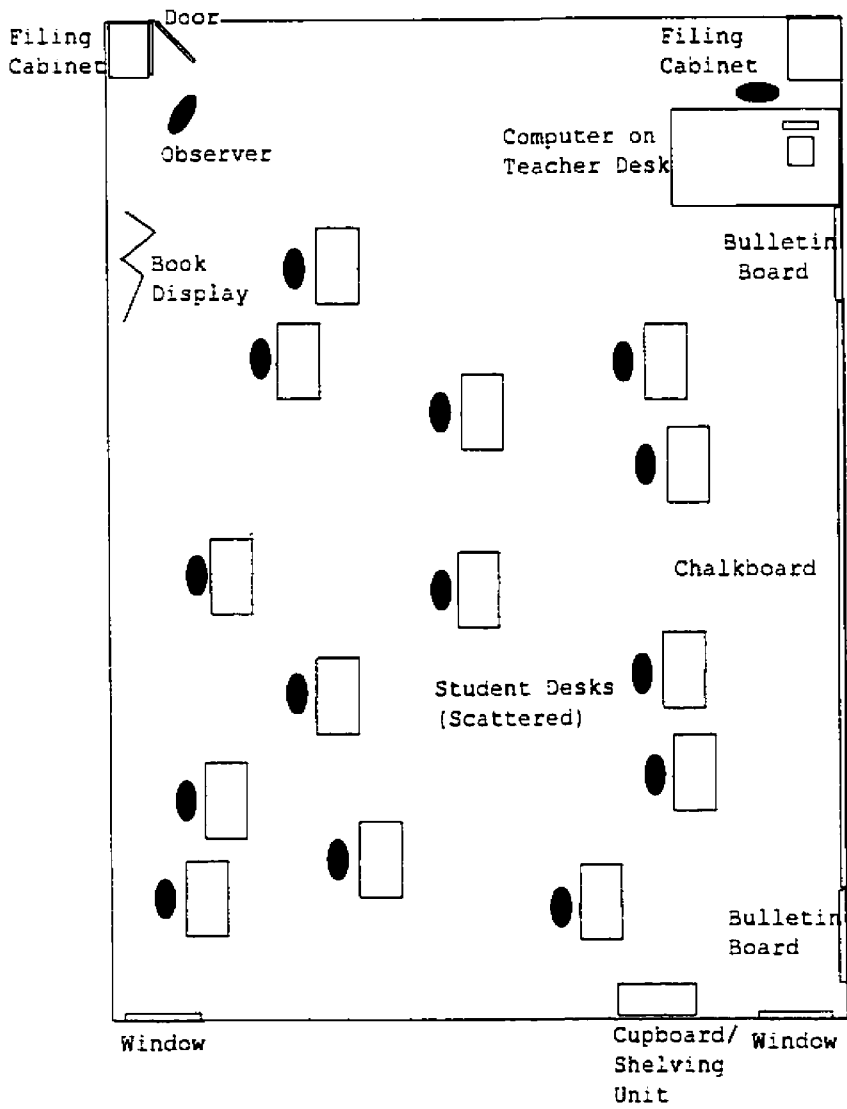 Door
Filing
Cabinet
Filing
Cabinet
Observer
Computer on
Teacher Desk
Bulletin
Board
Book
Display
Chalkboard
Student Desks
(Scattered)
Bulletin
Board
Window
Cupboard/
Shelving
Unit
Window